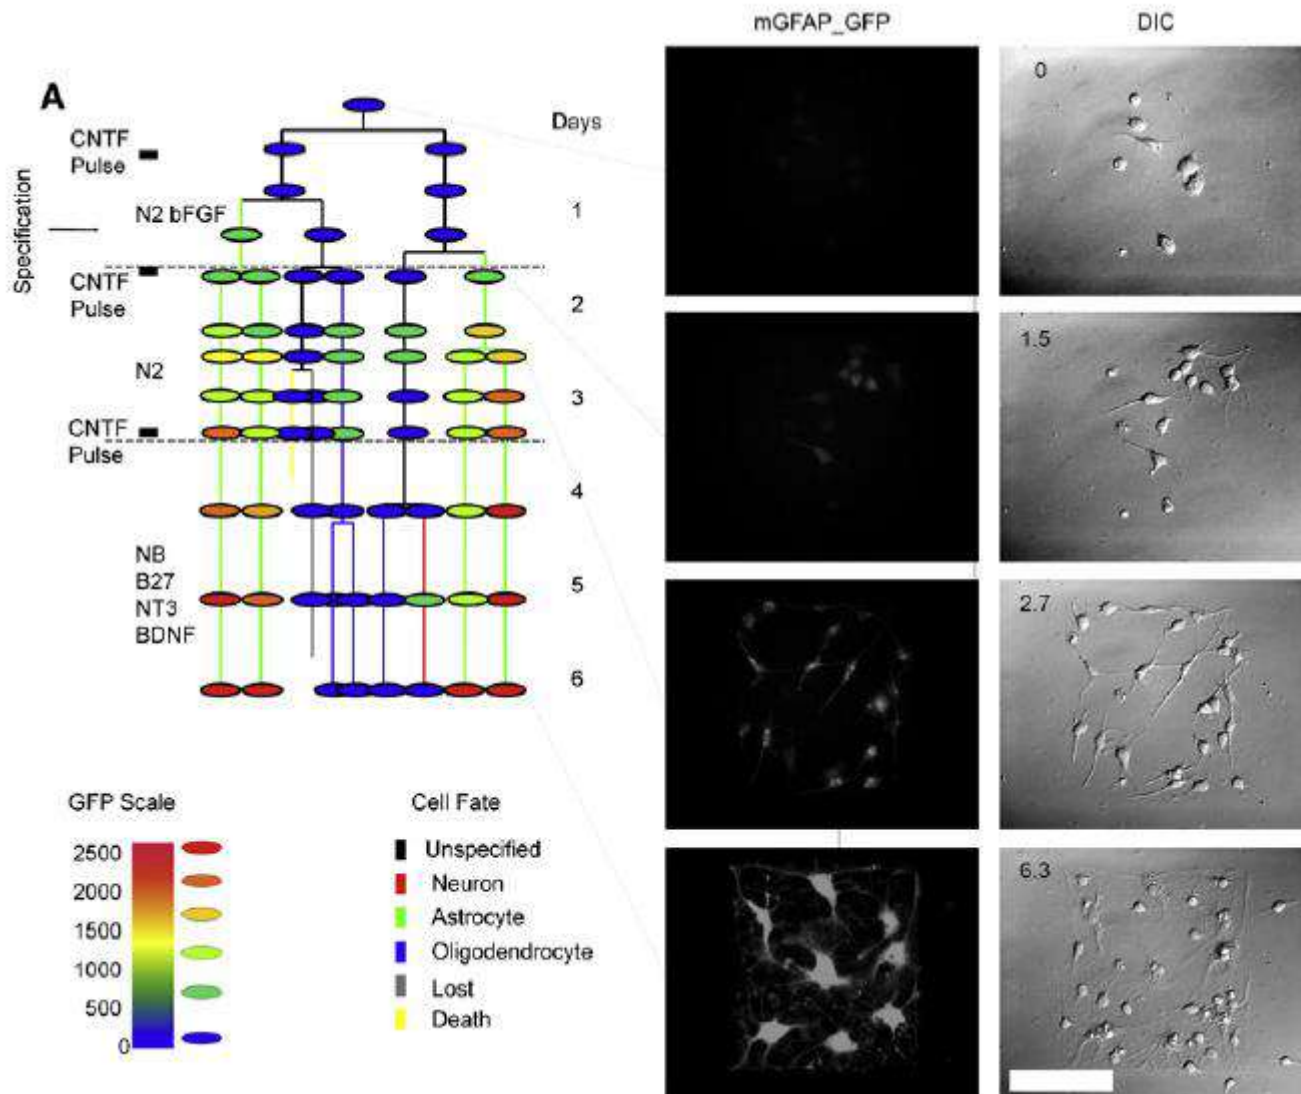 mGFAP_GFP
DIC
A
Days
Specification
CNTF
Pulse
N2 bFGF
CNTF
Pulse
N2
CNTF
Pulse
NB
B27
NT3
BDNF
1
2
3
4
5
6
0
1.5
2.7
6.3
GFP Scale
2500
2000
1500
1000
500
0
Cell Fate
Unspecified
Neuron
Astrocyte
Oligodendrocyte
Lost
Death